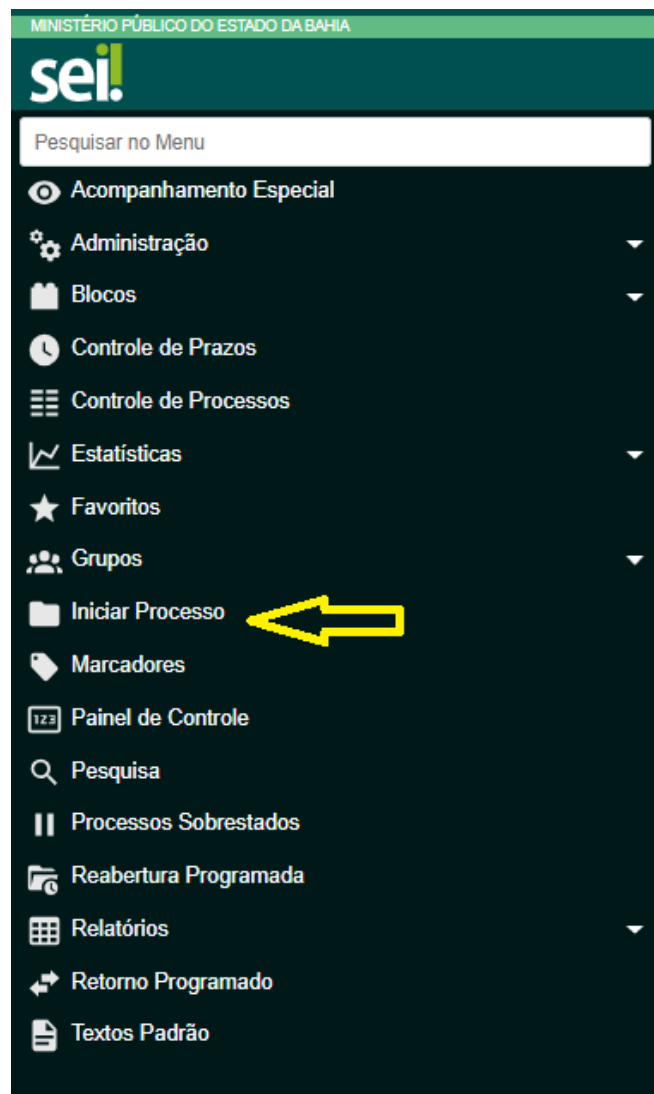 MINISTÉRIO PÚBLICO DO ESTADO DA BAHIA
sei!
Pesquisar no Menu
Acompanhamento Especial
Administração
Blocos
Controle de Prazos
Controle de Processos
Estatísticas
Favoritos
Grupos
Iniciar Processo
Marcadores
123 Painel de Controle
Pesquisa
Processos Sobrestados
Reabertura Programada
Relatórios
Retorno Programado
Textos Padrão